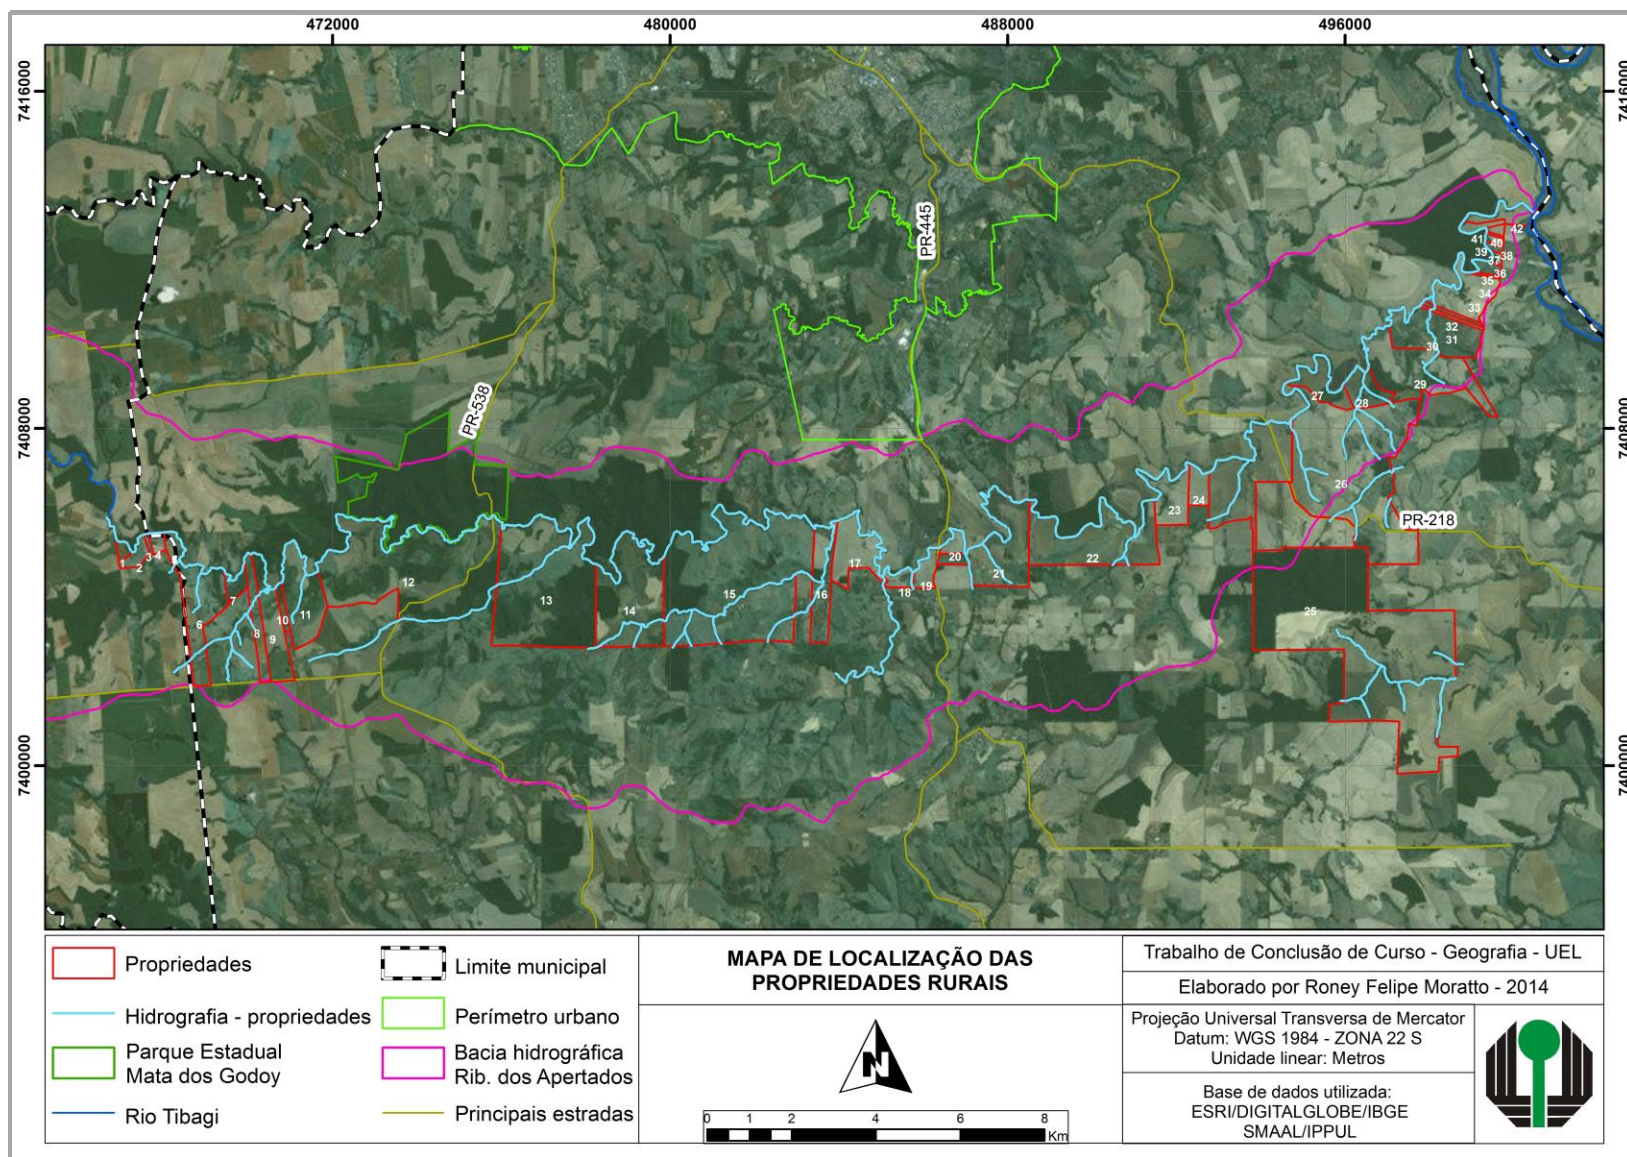 472000
480000
488000
496000
7416000
7416000
7408000
7408000
7400000
7400000
PR-445
PR-538
PR-218
1
2
3
4
5
6
7
8
9
10
11
12
13
14
15
16
17
18
19
20
21
22
23
24
25
26
27
28
29
30
31
32
33
34
35
36
37
38
39
40
41
42
Propriedades
Hidrografia - propriedades
Parque Estadual
Mata dos Godoy
Rio Tibagi
Limite municipal
Perímetro urbano
Bacia hidrográfica
Rib. dos Apertados
Principais estradas
MAPA DE LOCALIZAÇÃO DAS
PROPRIEDADES RURAIS
N
0 1 2 4 6 8
Km
Trabalho de Conclusão de Curso - Geografia - UEL
Elaborado por Roney Felipe Moratto - 2014
Projeção Universal Transversa de Mercator
Datum: WGS 1984 - ZONA 22 S
Unidade linear: Metros
Base de dados utilizada:
ESRI/DIGITALGLOBE/IBGE
SMAAL/IPPUL